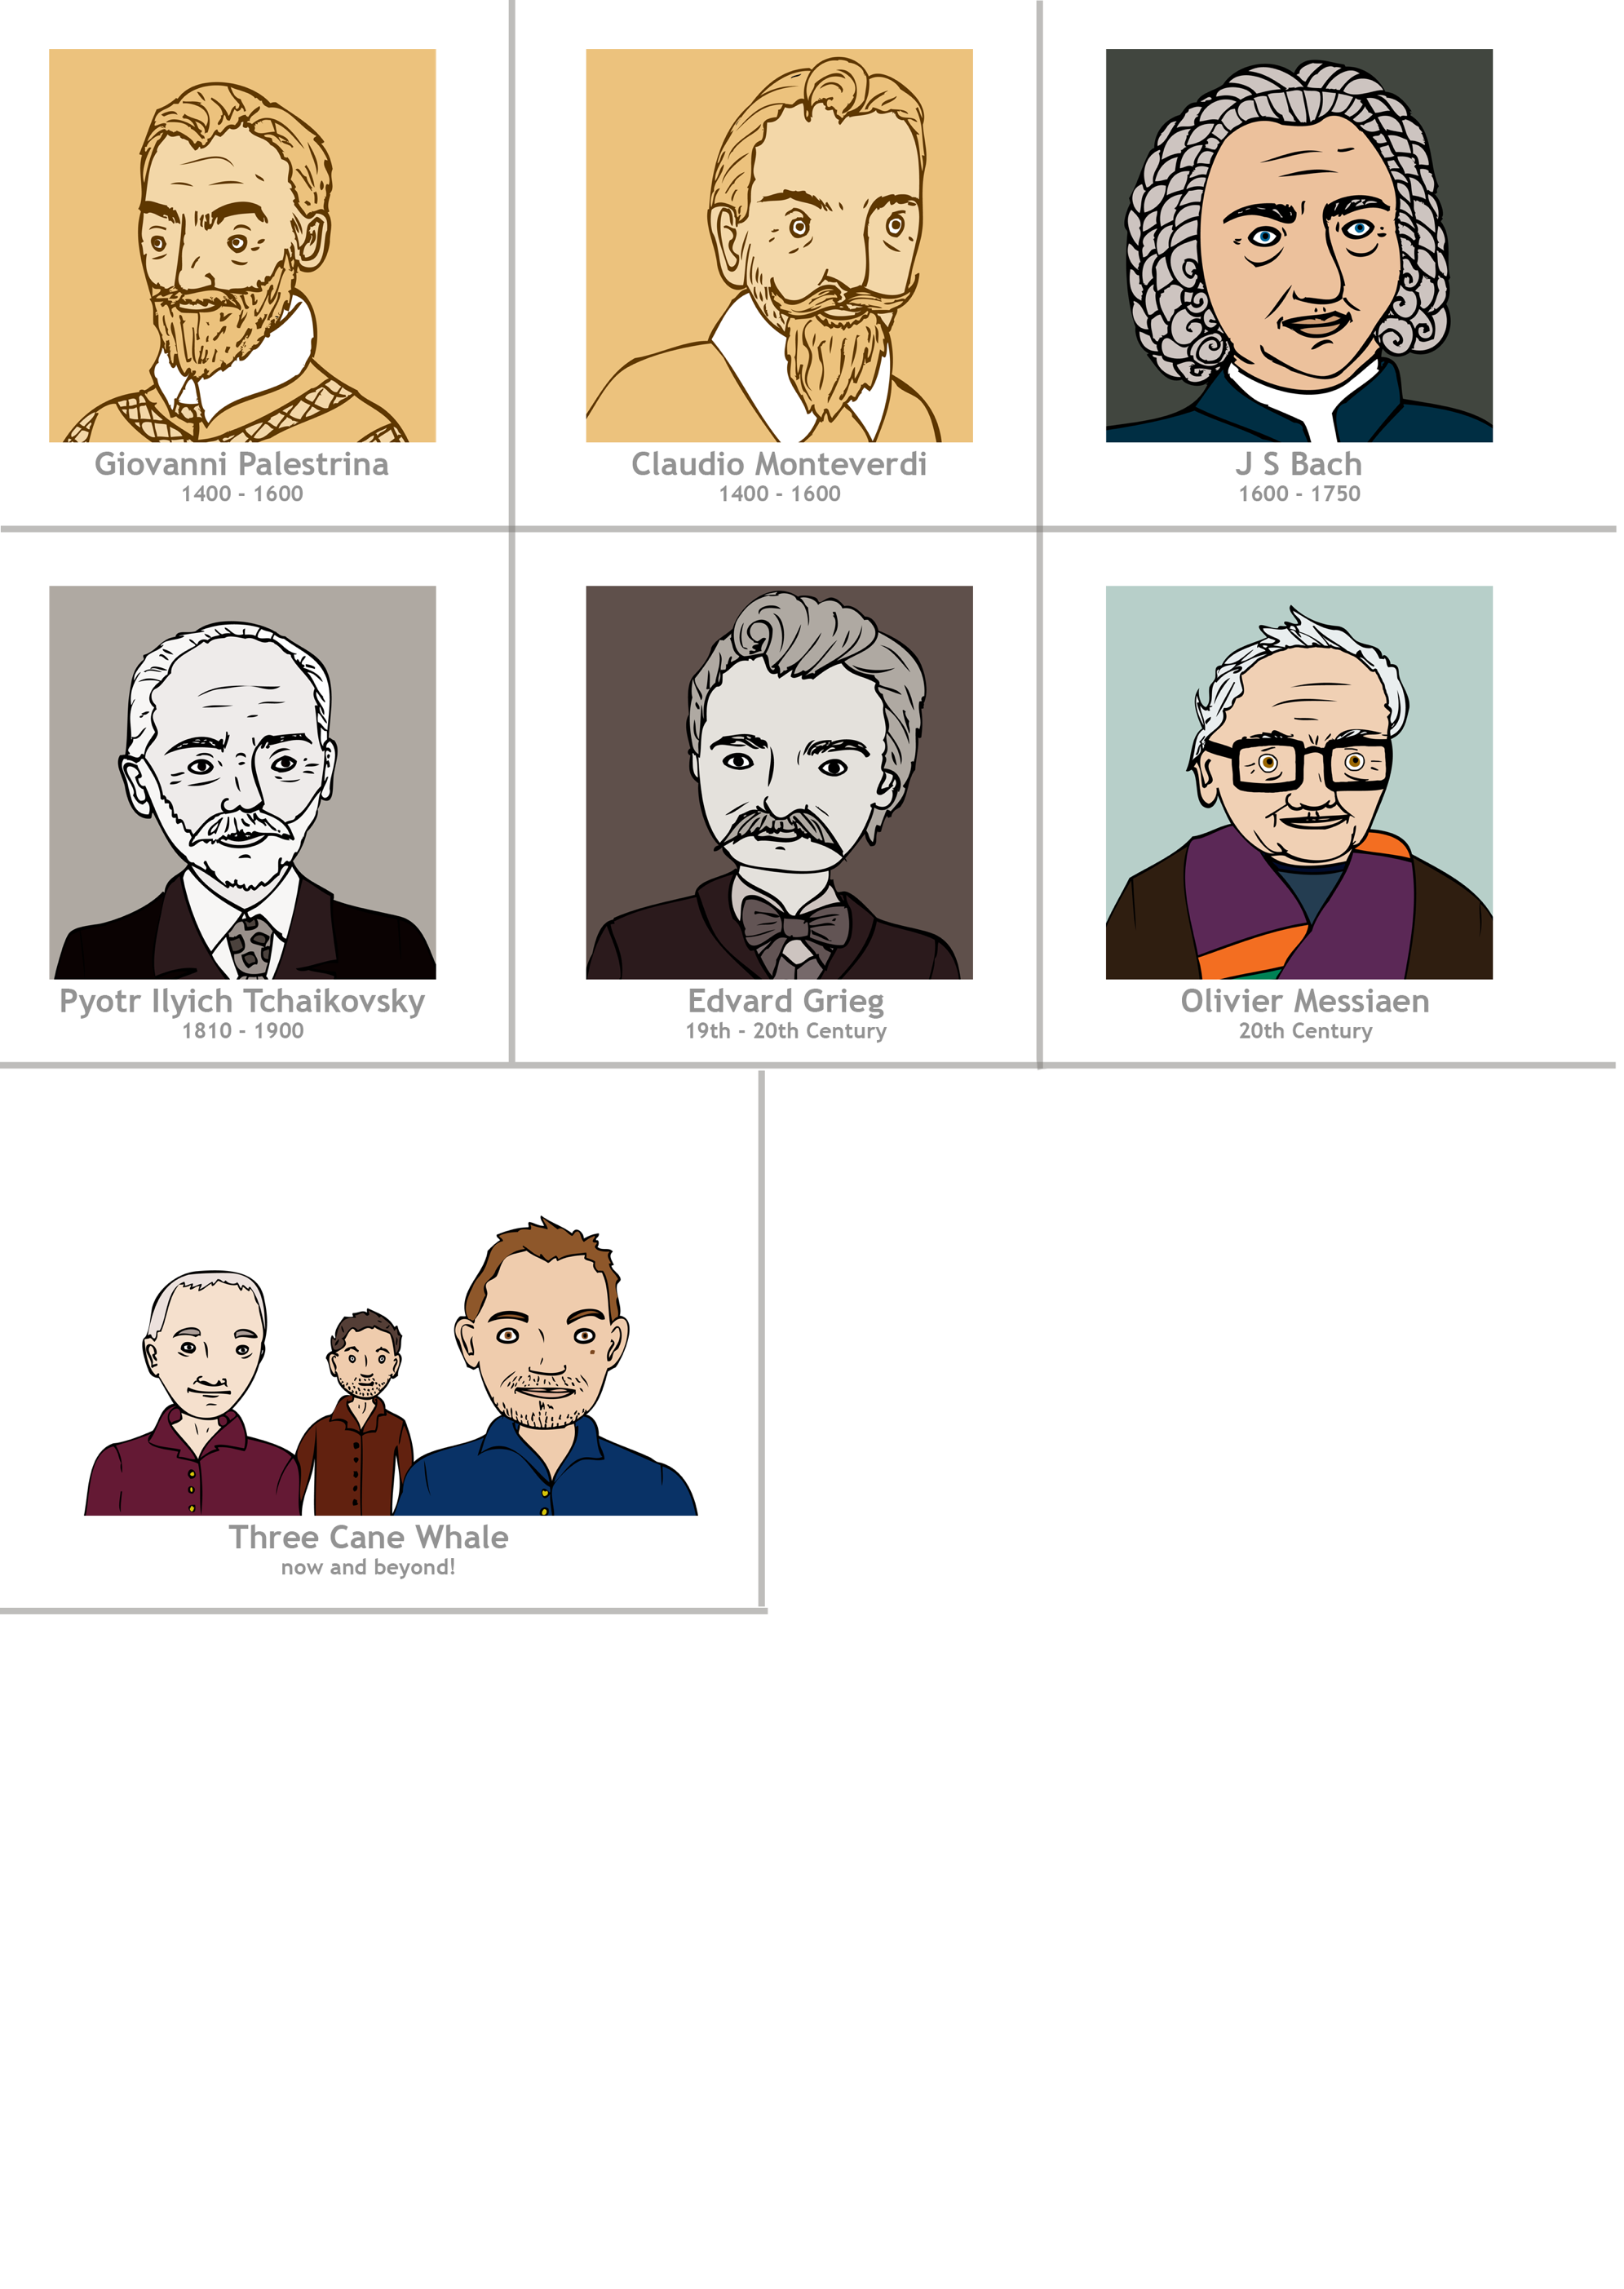 Giovanni Palestrina
1400 - 1600
Claudio Monteverdi
1400 - 1600
J S Bach
1600 - 1750
Pyotr Ilyich Tchaikovsky
1810 - 1900
Edvard Grieg
19th - 20th Century
Olivier Messiaen
20th Century
Three Cane Whale
now and beyond!